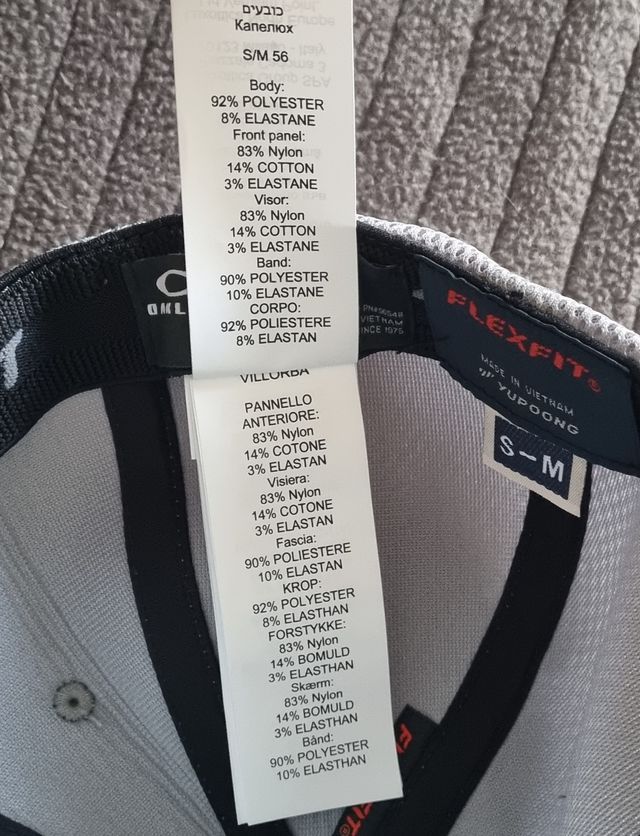 כובעים
Капелюх
S/M 56
Body:
92% POLYESTER
8% ELASTANE
Front panel:
83% Nylon
14% COTTON
3% ELASTANE
Visor:
83% Nylon
14% COTTON
3% ELASTANE
Band:
90% POLYESTER
10% ELASTANE
CORPO:
92% POLIESTERE
8% ELASTAN
VILLORBA
PANNELLO
ANTERIORE:
83% Nylon
14% COTONE
3% ELASTAN
Visiera:
83% Nylon
14% COTONE
3% ELASTAN
Fascia:
90% POLIESTERE
10% ELASTAN
KROP:
92% POLYESTER
8% ELASTHAN
FORSTYKKE:
83% Nylon
14% BOMULD
3% ELASTHAN
Skærm:
83% Nylon
14% BOMULD
3% ELASTHAN
Bånd:
90% POLYESTER
10% ELASTHAN
VIETNAM
INCE 1975
FLEXFIT®
MADE IN VIETNAM
YUPOONG
S-M